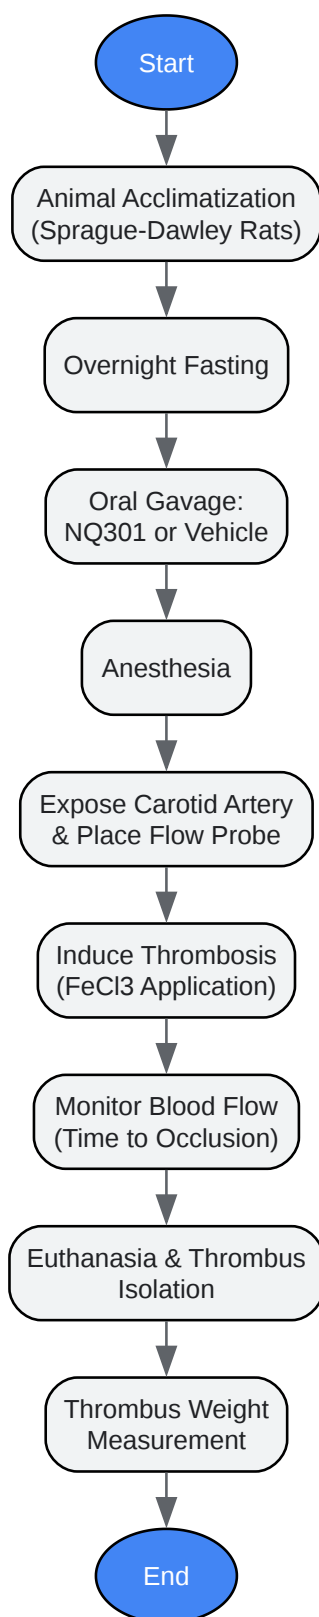 Start
Animal Acclimatization
(Sprague-Dawley Rats)
Overnight Fasting
Oral Gavage:
NQ301 or Vehicle
Anesthesia
Expose Carotid Artery
& Place Flow Probe
Induce Thrombosis
(FeCl3 Application)
Monitor Blood Flow
(Time to Occlusion)
Euthanasia & Thrombus
Isolation
Thrombus Weight
Measurement
End